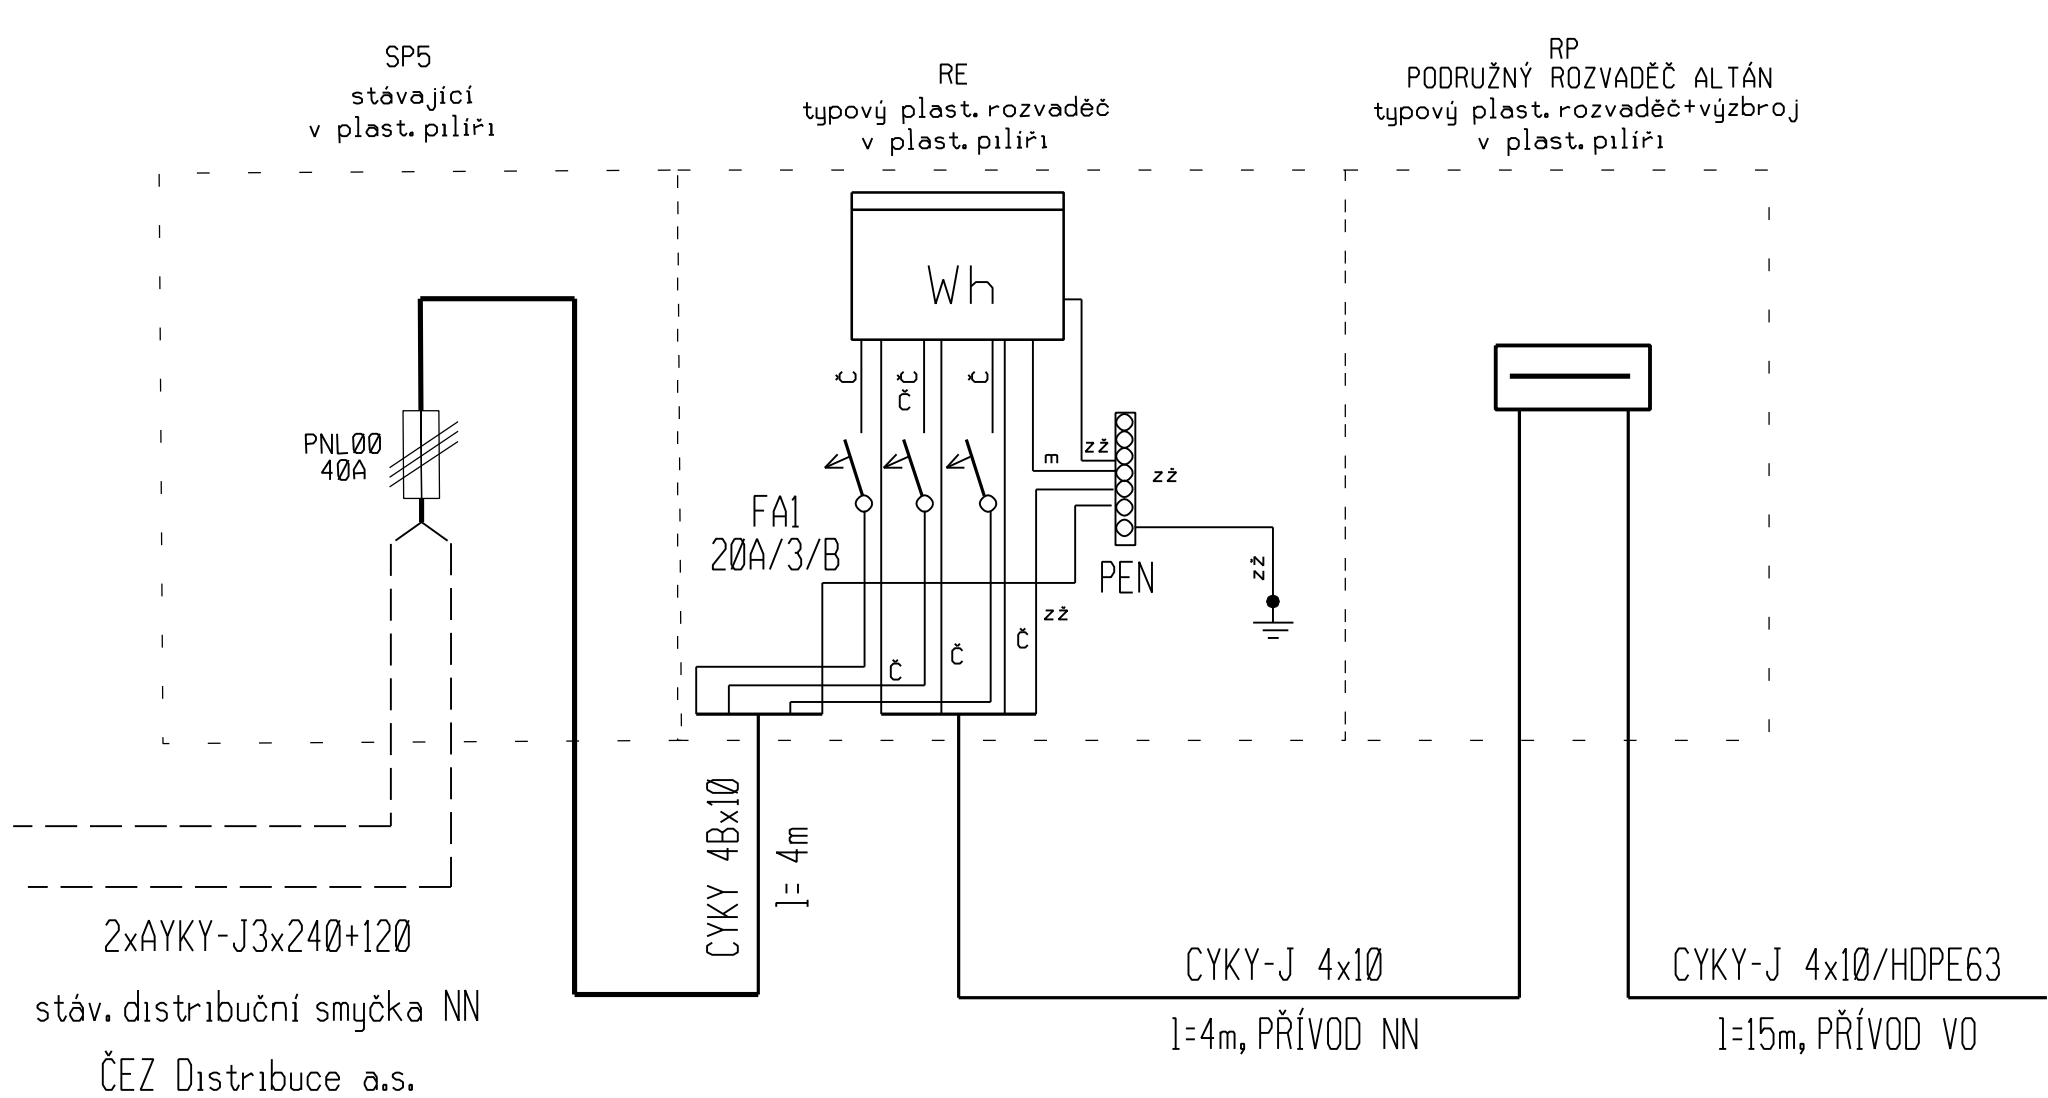 SP5
stávající
v plast. pilíři
RE
typový plast. rozvaděč
v plast. pilíři
RP
PODRUŽNÝ ROZVADĚČ ALTÁN
typový plast. rozvaděč+výzbroj
v plast. pilíři
Wh
Č
Č
Č
Č
PNL00
40A
m
zž
zž
FA1
20A/3/B
PEN
zž
zž
Č
Č
Č
CYKY 4Bx10
l= 4m
2xAYKY-J3x240+120
stáv. distribuční smyčka NN
ČEZ Distribuce a.s.
CYKY-J 4x10
l=4m, PŘÍVOD NN
CYKY-J 4x10/HDPE63
l=15m, PŘÍVOD VO